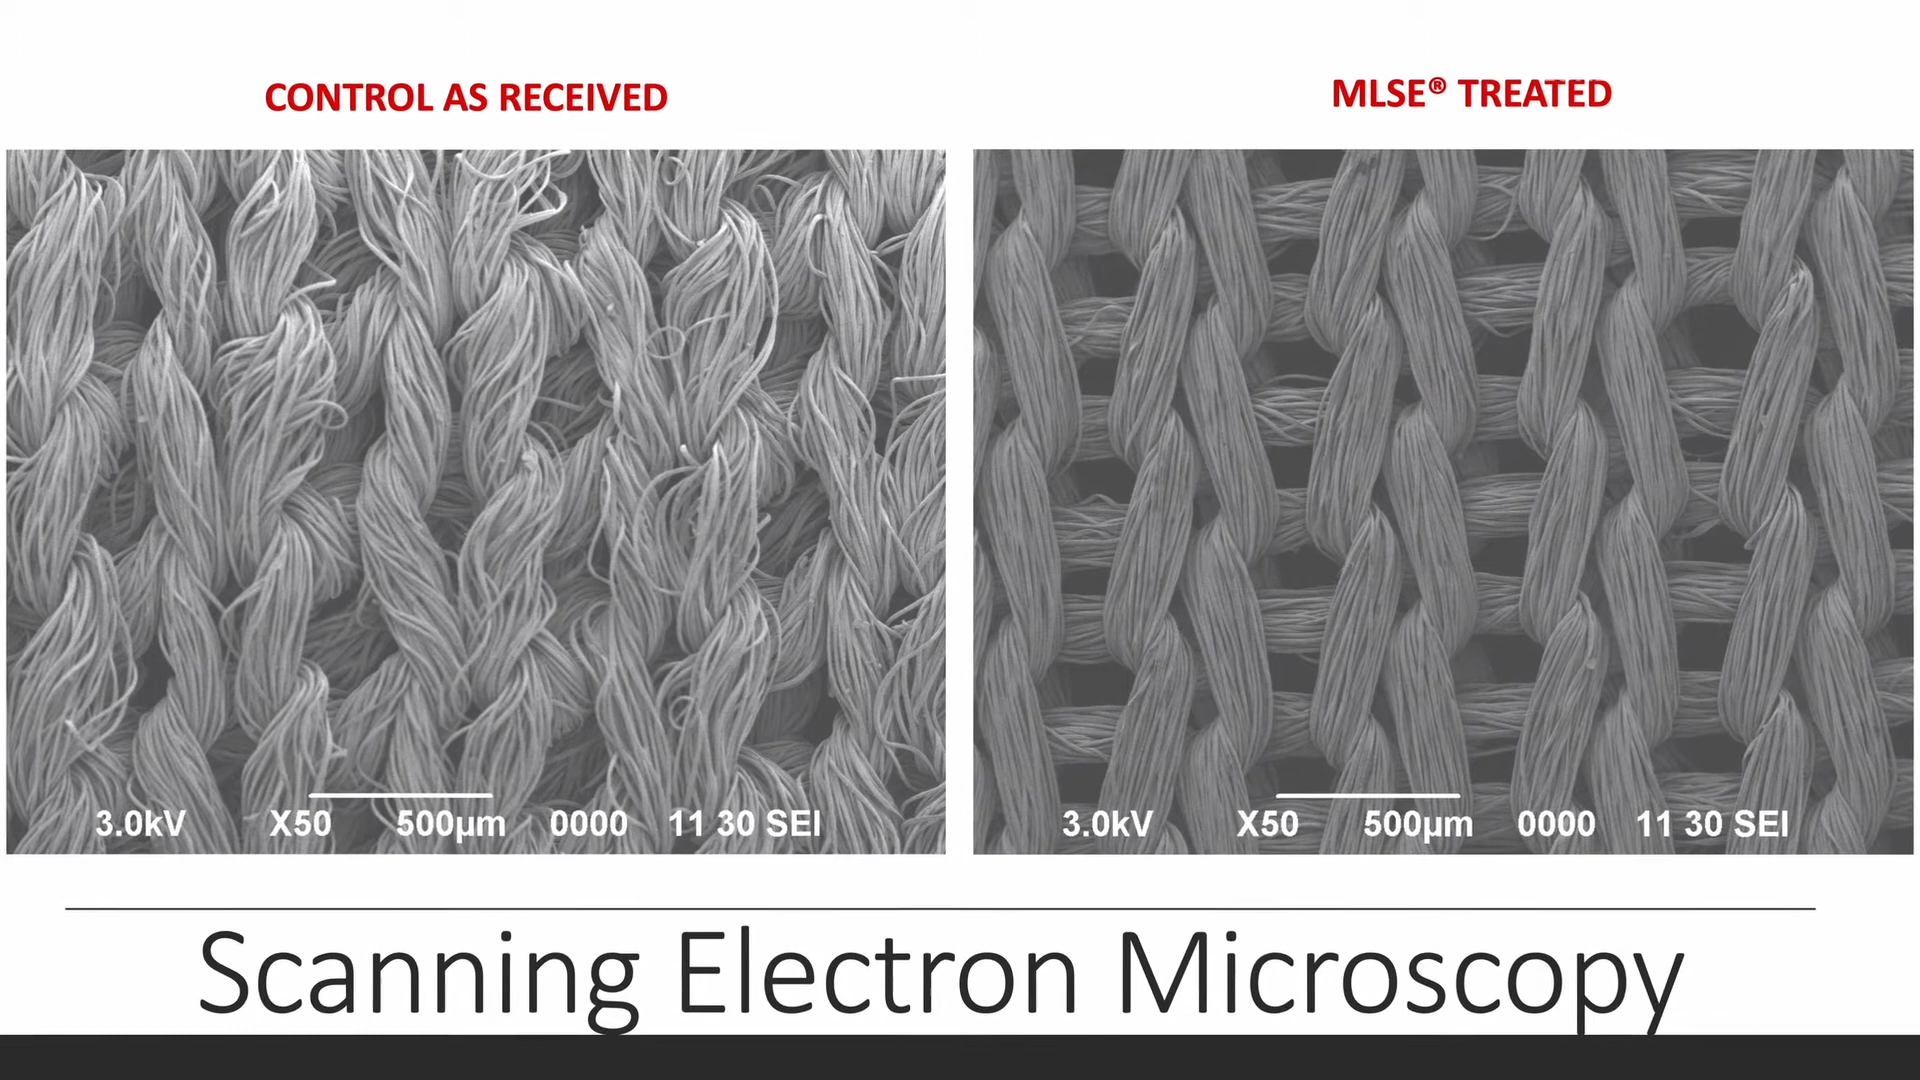 CONTROL AS RECEIVED
MLSE® TREATED
3.0kV X50 500µm 0000 11 30 SEI
3.0kV X50 500µm 0000 11 30 SEI
Scanning Electron Microscopy